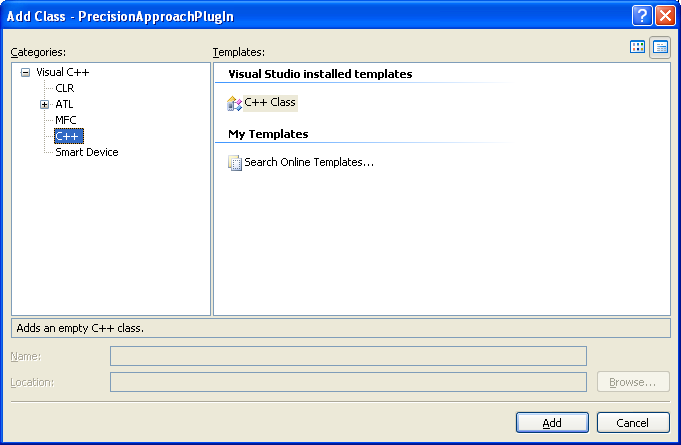 Add Class - PrecisionApproachPlugIn
Categories:
Templates:
Visual C++
CLR
ATL
MFC
C++
Smart Device
Visual Studio installed templates
C++ Class
My Templates
Search Online Templates...
Adds an empty C++ class.
Name:
Location:
Browse...
Add
Cancel